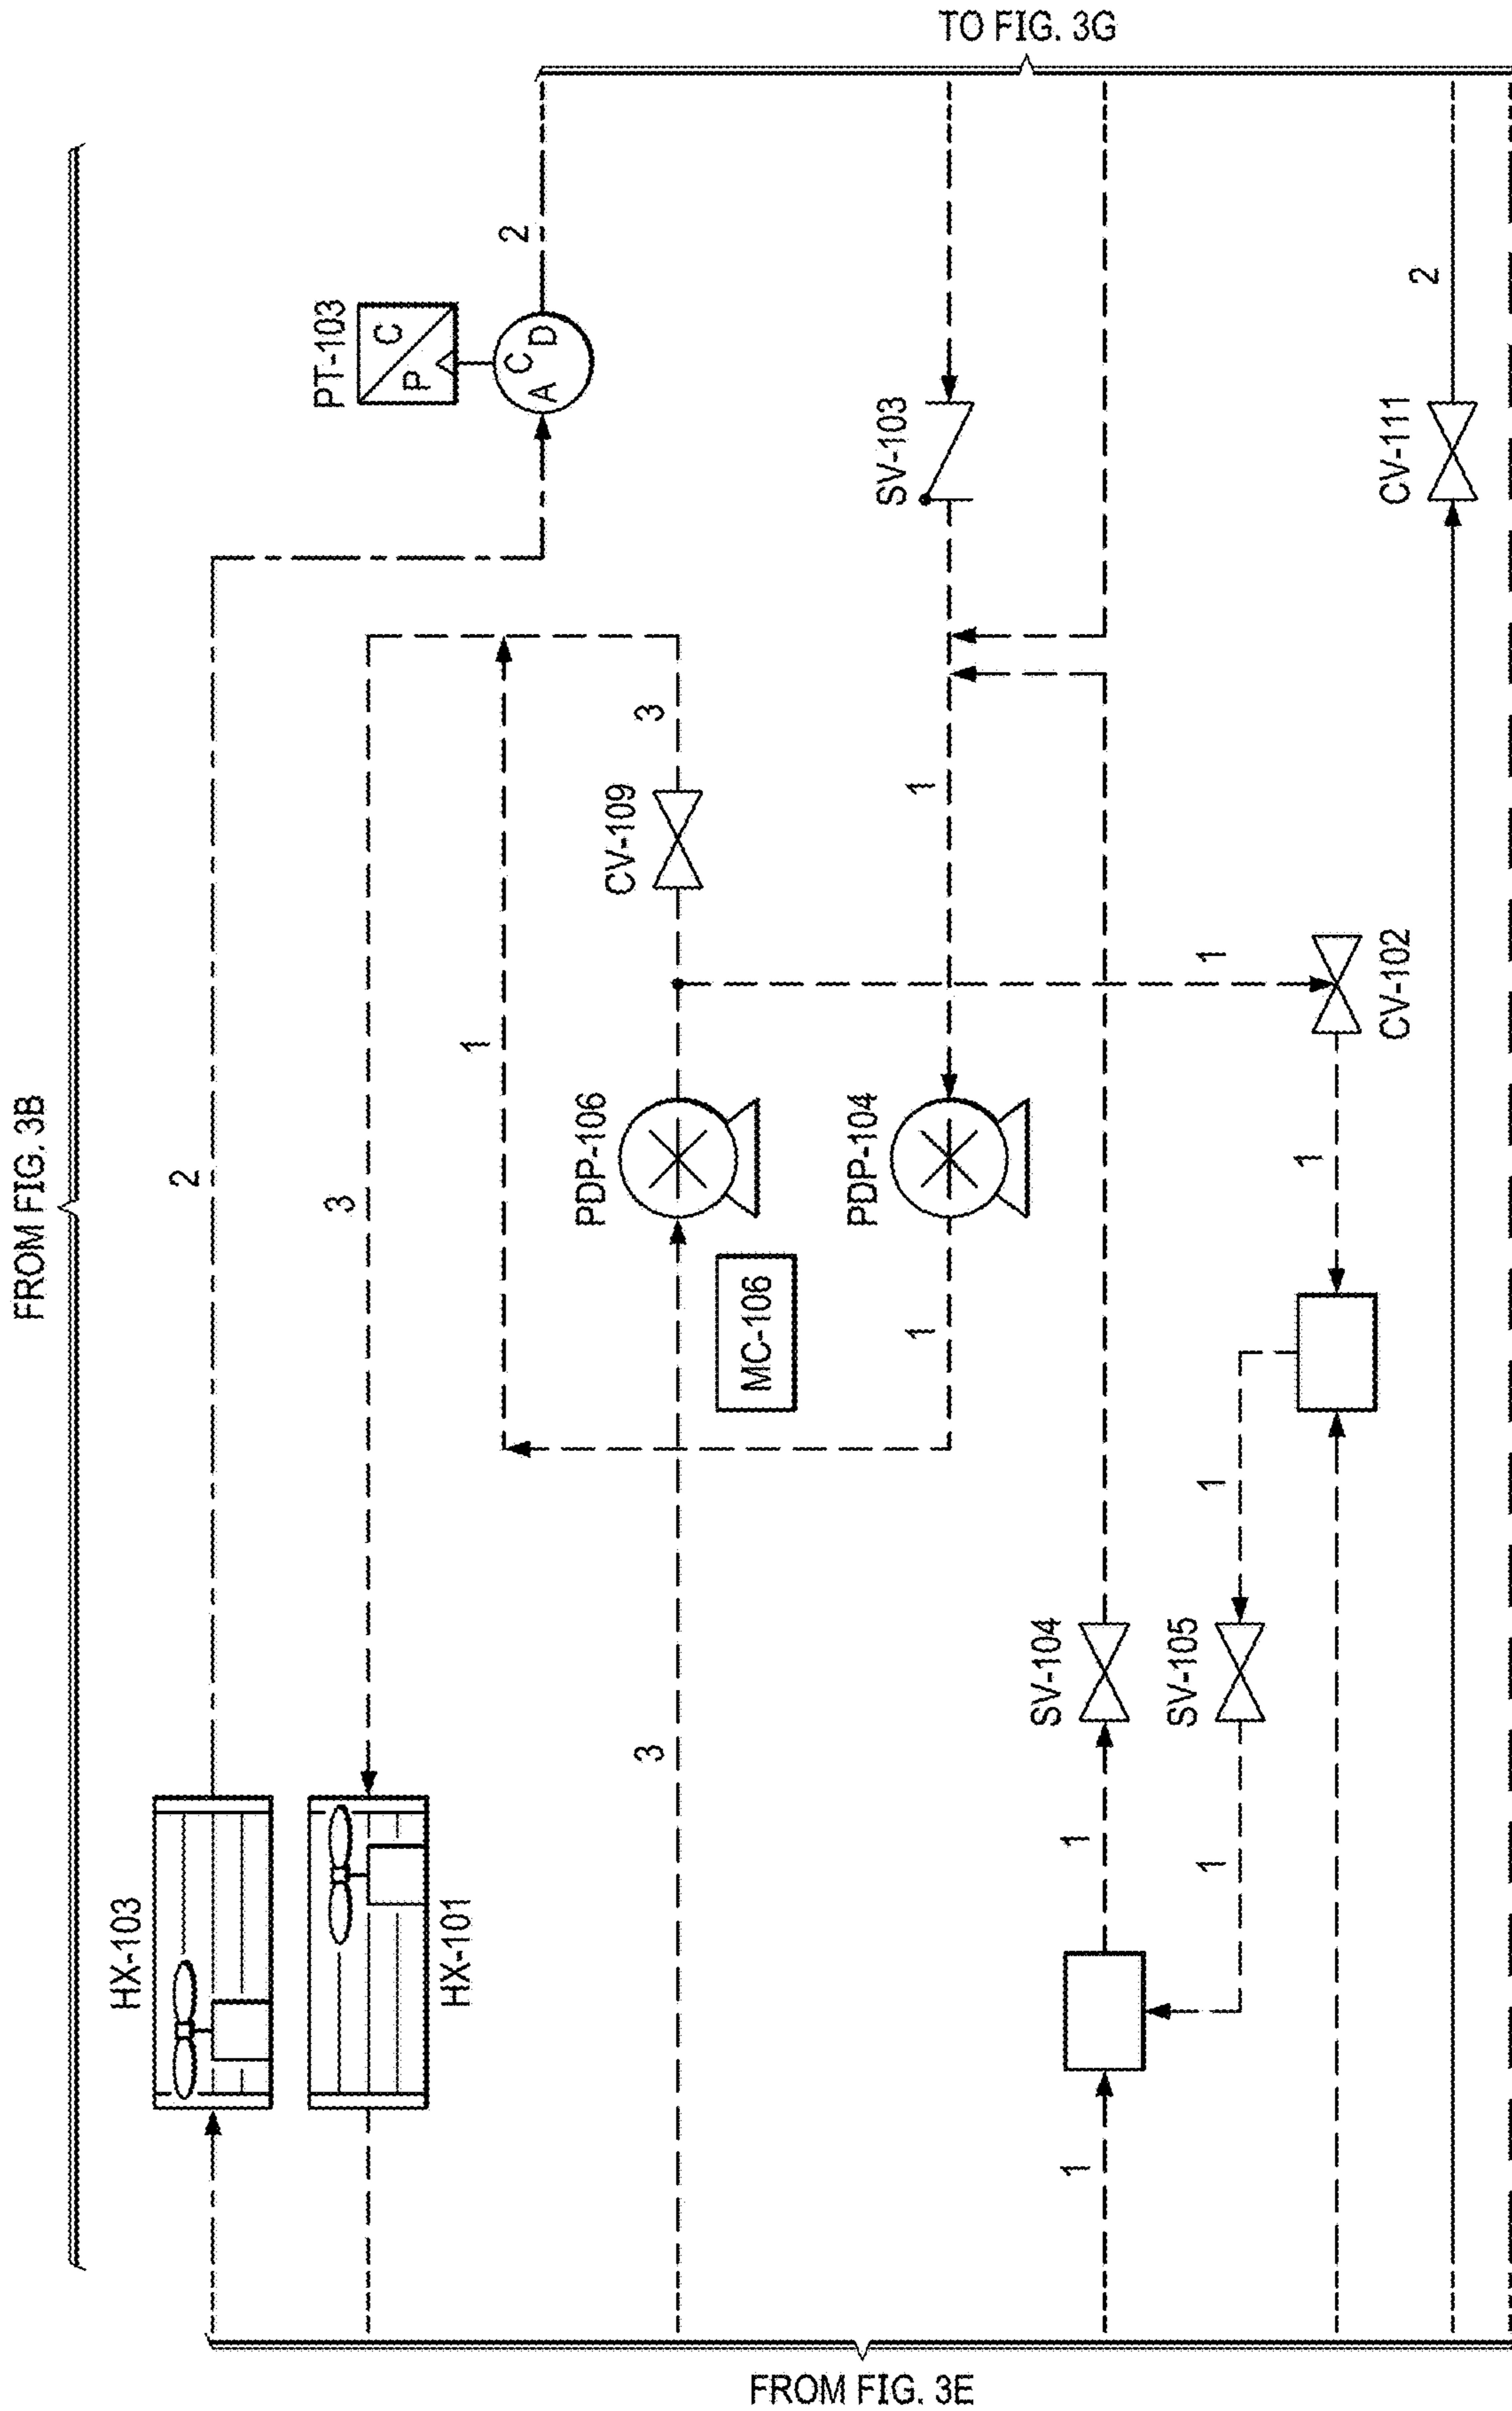 FROM FIG. 3B
TO FIG. 3G
FROM FIG. 3E
HX-103
2
PT-103
P C
A C D
2
HX-101
3
1
3
PDP-106
CV-109
3
MC-106
SV-103
PDP-104
1
1
1
SV-104
1
1
SV-105
1
1
1
1
CV-102
CV-111
2